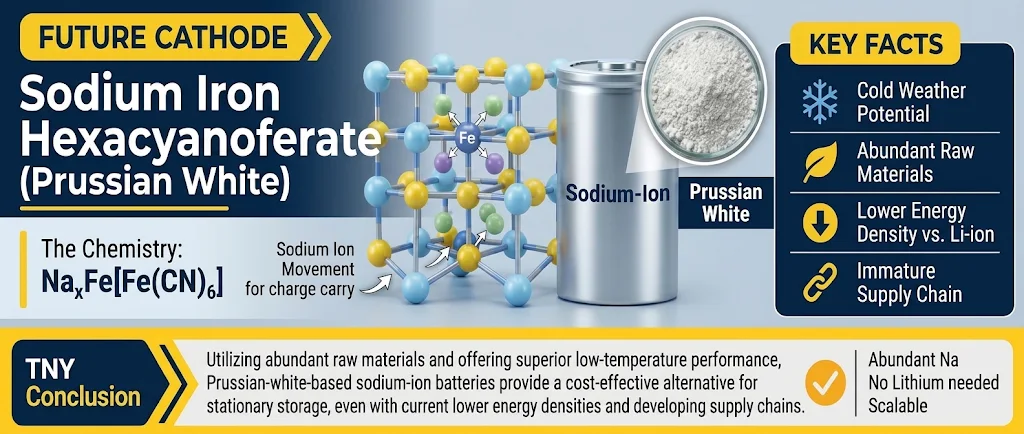 FUTURE CATHODE
Sodium Iron
Hexacyanoferate
(Prussian White)
The Chemistry:
NaₓFe[Fe(CN)₆]
Sodium Ion
Movement
for charge carry
Fe
Sodium-Ion
Prussian
White
KEY FACTS
Cold Weather
Potential
Abundant Raw
Materials
Lower Energy
Density vs. Li-ion
Immature
Supply Chain
TNY
Conclusion
Utilizing abundant raw materials and offering superior low-temperature performance,
Prussian-white-based sodium-ion batteries provide a cost-effective alternative for
stationary storage, even with current lower energy densities and developing supply chains.
Abundant Na
No Lithium needed
Scalable